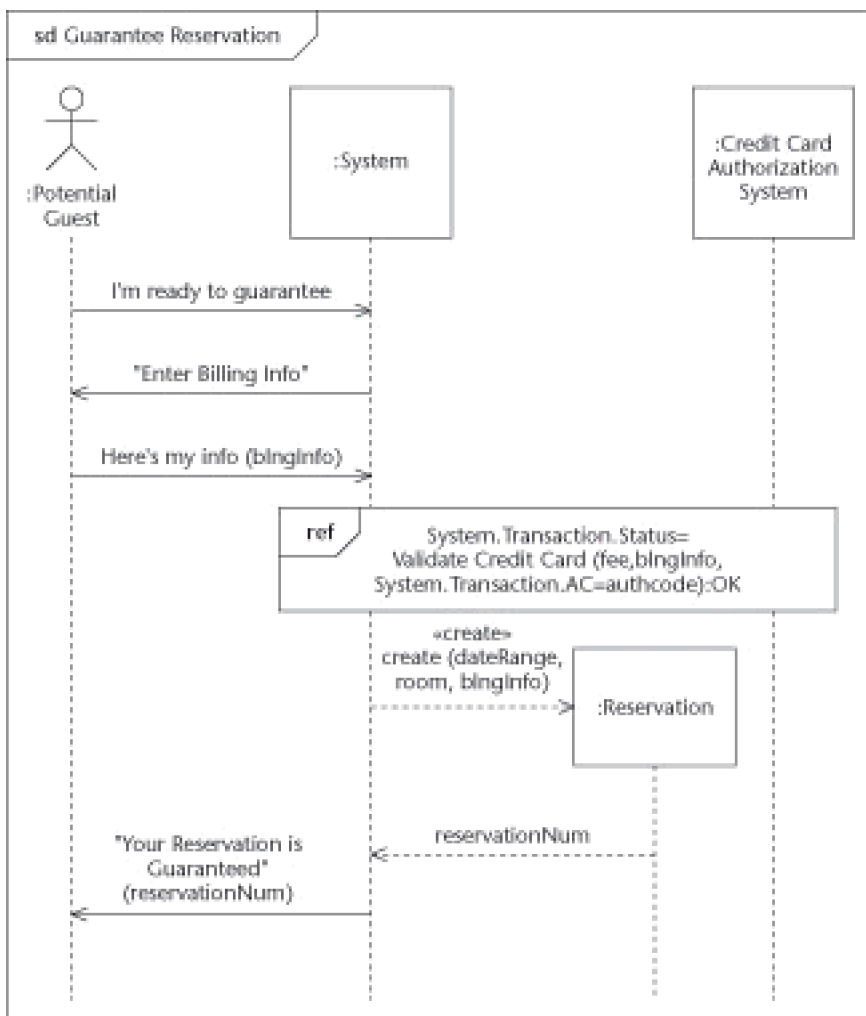 sd Guarantee Reservation
:Potential
Guest
:System
:Credit Card
Authorization
System
I'm ready to guarantee
"Enter Billing Info"
Here's my info (blngInfo)
ref
System.Transaction.Status=
Validate Credit Card (fee,blngInfo,
System.Transaction.AC=authcode):OK
«create»
create (dateRange,
room, blngInfo)
:Reservation
reservationNum
"Your Reservation is
Guaranteed"
(reservationNum)